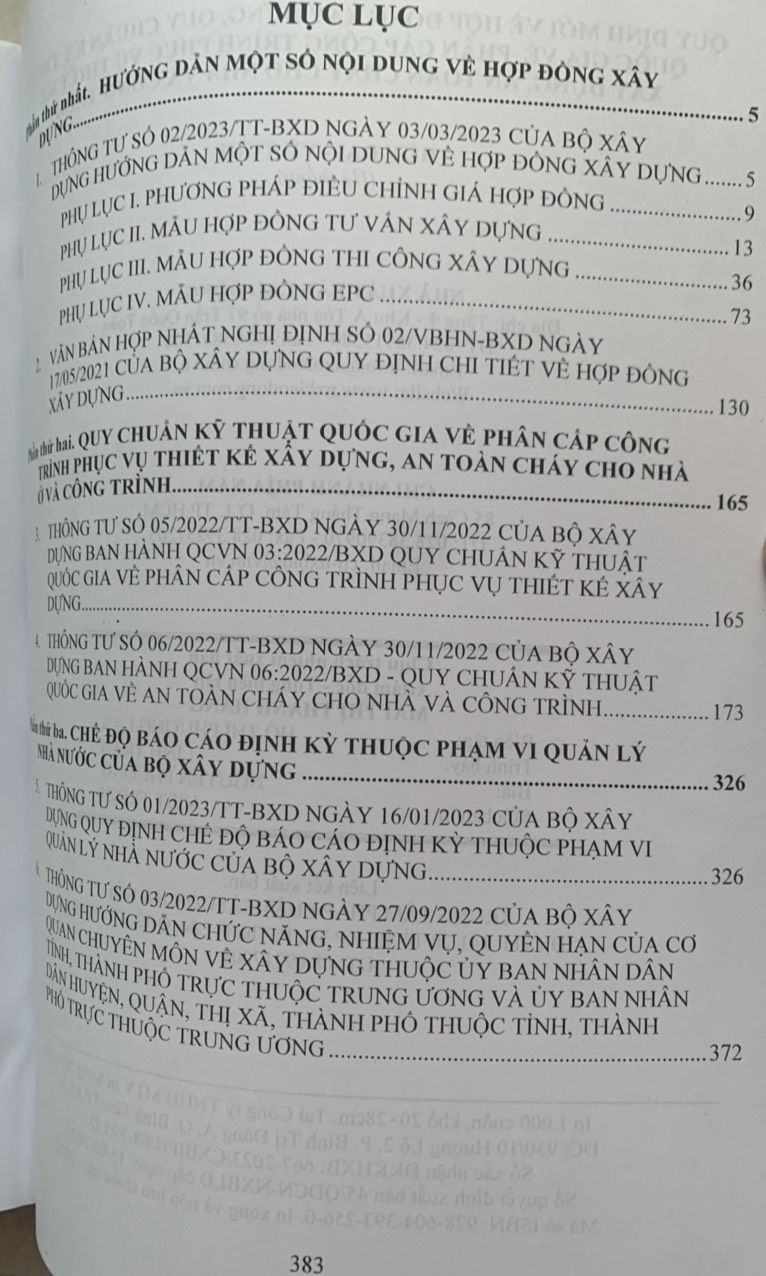 MỤC LỤC
Phần thứ nhất. HƯỚNG DẪN MỘT SỐ NỘI DUNG VỀ HỢP ĐỒNG XÂY
DỰNG.......... 5
1. THÔNG TƯ SỐ 02/2023/TT-BXD NGÀY 03/03/2023 CỦA BỘ XÂY
DỰNG HƯỚNG DẪN MỘT SỐ NỘI DUNG VỀ HỢP ĐỒNG XÂY DỰNG.......5
PHỤ LỤC I. PHƯƠNG PHÁP ĐIỀU CHỈNH GIÁ HỢP ĐỒNG..........9
PHỤ LỤC II. MẪU HỢP ĐỒNG TƯ VẤN XÂY DỰNG..........13
PHỤ LỤC III. MẪU HỢP ĐỒNG THI CÔNG XÂY DỰNG..........36
PHỤ LỤC IV. MẪU HỢP ĐỒNG EPC..........73
2. VĂN BẢN HỢP NHẤT NGHỊ ĐỊNH SỐ 02/VBHN-BXD NGÀY
17/05/2021 CỦA BỘ XÂY DỰNG QUY ĐỊNH CHI TIẾT VỀ HỢP ĐỒNG
XÂY DỰNG..........130
Phần thứ hai. QUY CHUẨN KỸ THUẬT QUỐC GIA VỀ PHÂN CẤP CÔNG
TRÌNH PHỤC VỤ THIẾT KẾ XÂY DỰNG, AN TOÀN CHÁY CHO NHÀ
Ở VÀ CÔNG TRÌNH..........165
3. THÔNG TƯ SỐ 05/2022/TT-BXD NGÀY 30/11/2022 CỦA BỘ XÂY
DỰNG BAN HÀNH QCVN 03:2022/BXD QUY CHUẨN KỸ THUẬT
QUỐC GIA VỀ PHÂN CẤP CÔNG TRÌNH PHỤC VỤ THIẾT KẾ XÂY
DỰNG..........165
4. THÔNG TƯ SỐ 06/2022/TT-BXD NGÀY 30/11/2022 CỦA BỘ XÂY
DỰNG BAN HÀNH QCVN 06:2022/BXD - QUY CHUẨN KỸ THUẬT
QUỐC GIA VỀ AN TOÀN CHÁY CHO NHÀ VÀ CÔNG TRÌNH..........173
Phần thứ ba. CHẾ ĐỘ BÁO CÁO ĐỊNH KỲ THUỘC PHẠM VI QUẢN LÝ
NHÀ NƯỚC CỦA BỘ XÂY DỰNG..........326
5. THÔNG TƯ SỐ 01/2023/TT-BXD NGÀY 16/01/2023 CỦA BỘ XÂY
DỰNG QUY ĐỊNH CHẾ ĐỘ BÁO CÁO ĐỊNH KỲ THUỘC PHẠM VI
QUẢN LÝ NHÀ NƯỚC CỦA BỘ XÂY DỰNG..........326
6. THÔNG TƯ SỐ 03/2022/TT-BXD NGÀY 27/09/2022 CỦA BỘ XÂY
DỰNG HƯỚNG DẪN CHỨC NĂNG, NHIỆM VỤ, QUYỀN HẠN CỦA CƠ
QUAN CHUYÊN MÔN VỀ XÂY DỰNG THUỘC ỦY BAN NHÂN DÂN
TỈNH, THÀNH PHỐ TRỰC THUỘC TRUNG ƯƠNG VÀ ỦY BAN NHÂN
DÂN HUYỆN, QUẬN, THỊ XÃ, THÀNH PHỐ THUỘC TỈNH, THÀNH
PHỐ TRỰC THUỘC TRUNG ƯƠNG..........372
383